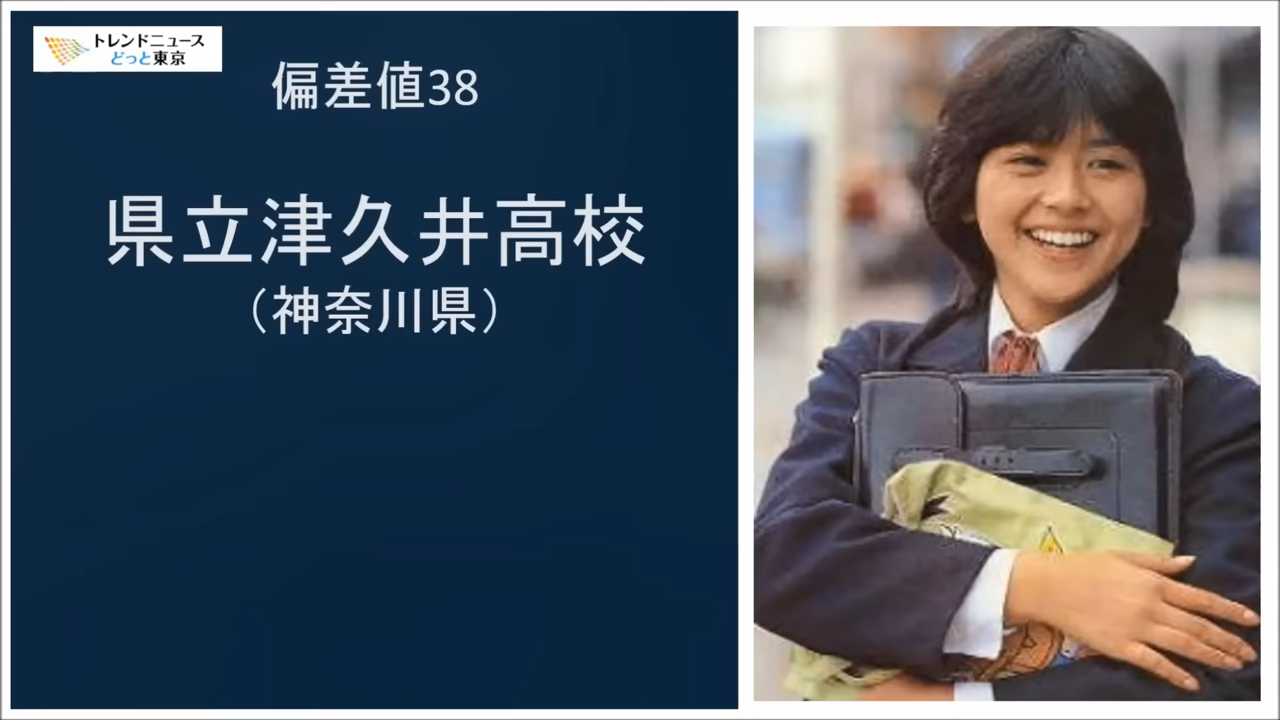 トレンドニュース
どっと東京
偏差値38
県立津久井高校
（神奈川県）